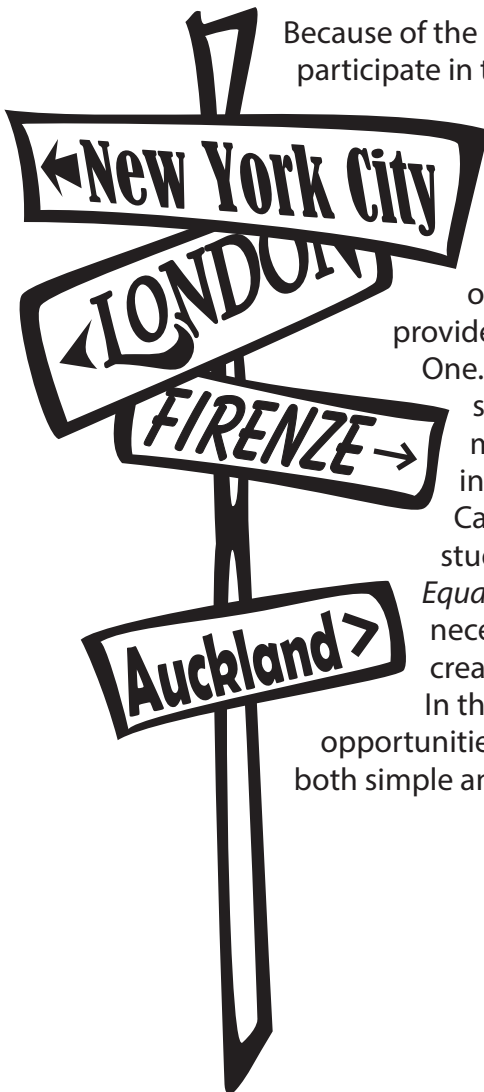 Because of the
participate in t
New York City
LONDON
o
provide
One.
s
FIRENZE
in
Ca
stu
Equa
nece
crea
Auckland
In th
opportunitie
both simple an